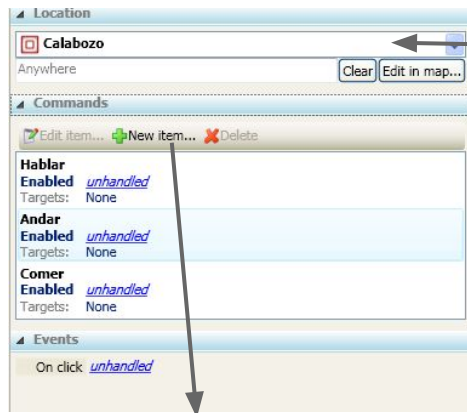 Location
Calabozo
Anywhere Clear Edit in map...
Commands
Edit item... New item... Delete
Hablar
Enabled unhandled
Targets: None
Andar
Enabled unhandled
Targets: None
Comer
Enabled unhandled
Targets: None
Events
On click unhandled